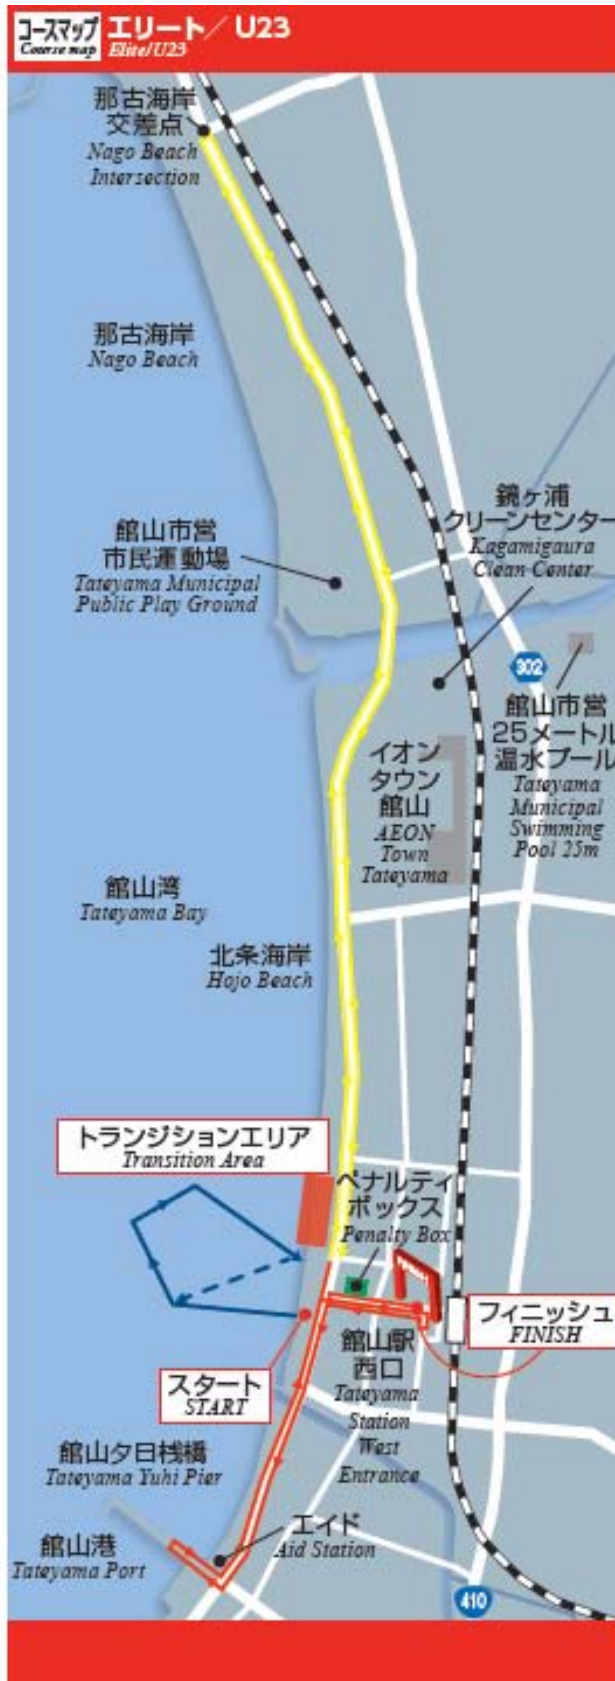 コースマップ
Course map
エリート/U23
Elite/U23
那古海岸
交差点
Nago Beach
Intersection
那古海岸
Nago Beach
館山市営
市民運動場
Tateyama Municipal
Public Play Ground
鏡ヶ浦
クリーンセンター
Kagamigaura
Clean Center
302
館山市営
25メートル
温水プール
Tateyama
Municipal
Swimming
Pool 25m
イオン
タウン
館山
AEON
Town
Tateyama
館山湾
Tateyama Bay
北条海岸
Hojo Beach
トランジションエリア
Transition Area
ペナルティ
ボックス
Penalty Box
フィニッシュ
FINISH
スタート
START
館山駅
西口
Tateyama
Station
West
Entrance
館山夕日桟橋
Tateyama Yuhi Pier
館山港
Tateyama Port
エイド
Aid Station
410